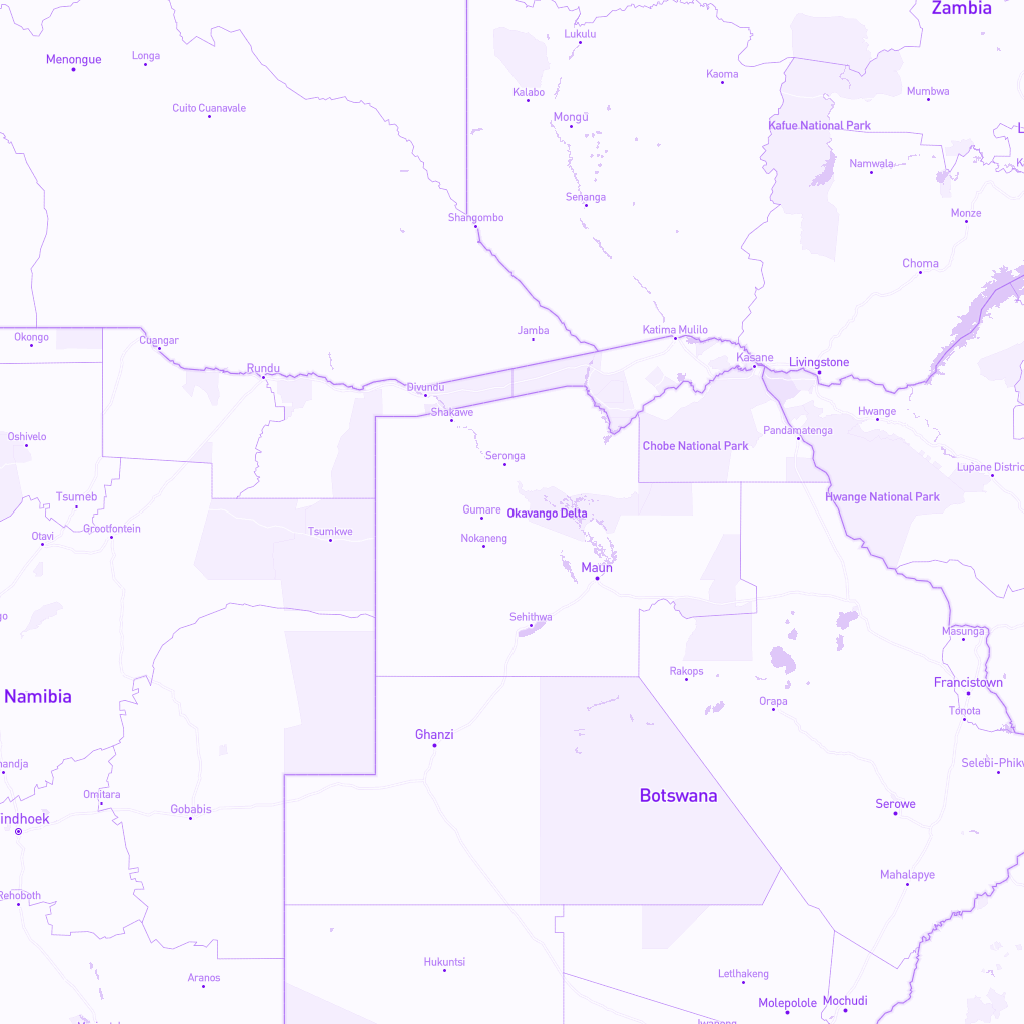 Zambia
Lukulu
Menongue
Longa
Kaoma
Kalabo
Mumbwa
Cuito Cuanavale
Mongu
Kafue National Park
Namwala
Senanga
Shangombo
Monze
Choma
Jamba
Katima Mulilo
Okongo
Cuangar
Kasane
Livingstone
Rundu
Divundu
Shakawe
Hwange
Pandamatenga
Oshivelo
Chobe National Park
Seronga
Lupane Distric
Tsumeb
Hwange National Park
Gumare
Okavango Delta
Grootfontein
Tsumkwe
Otavi
Nokaneng
Maun
Sehithwa
Masunga
Rakops
Francistown
Namibia
Orapa
Tonota
Ghanzi
Selebi-Phikw
andja
Omitara
Botswana
Gobabis
Serowe
indhoek
Mahalapye
Rehoboth
Hukuntsi
Aranos
Letlhakeng
Molepolole
Mochudi